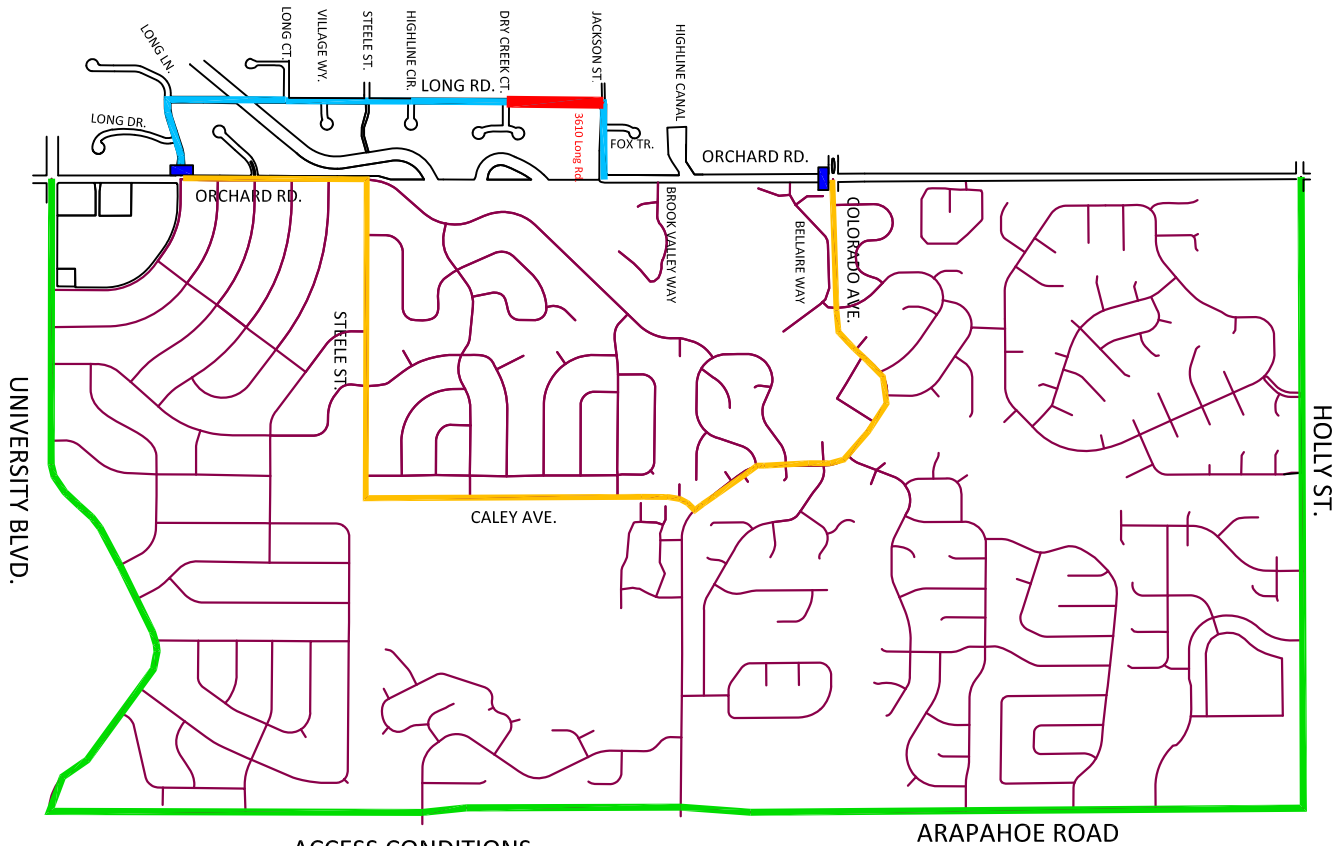 LONG LN.
LONG CT.
VILLAGE WY.
STEELE ST.
HIGHLINE CIR.
DRY CREEK CT.
JACKSON ST.
HIGHLINE CANAL
LONG RD.
LONG DR.
3610 Long Rd.
FOX TR.
ORCHARD RD.
ORCHARD RD.
BROOK VALLEY WAY
BELLAIRE WAY
COLORADO AVE.
STEELE ST.
UNIVERSITY BLVD.
HOLLY ST.
CALEY AVE.
ARAPAHOE ROAD
ACCESS CONDITIONS